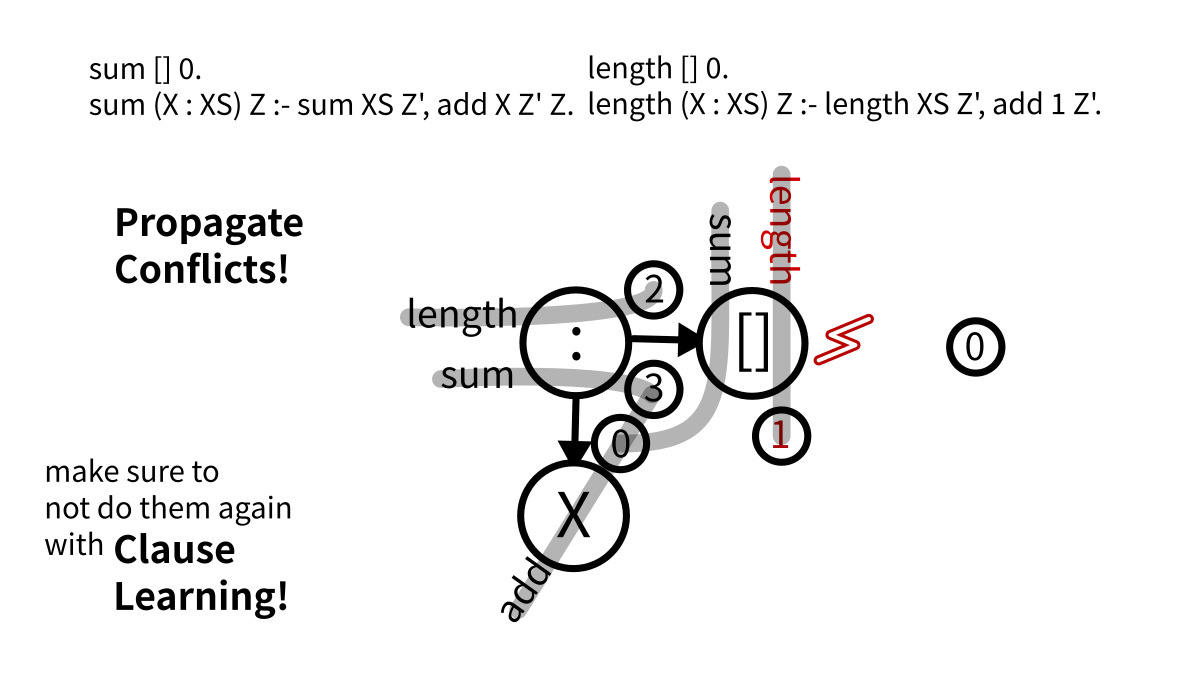 sum [] 0.
sum (X : XS) Z :- sum XS Z', add X Z' Z.
length [] 0.
length (X : XS) Z :- length XS Z', add 1 Z'.
Propagate
Conflicts!
length
sum
:
2
3
0
sum
length
[]
1
0
X
add
make sure to
not do them again
with Clause
Learning!